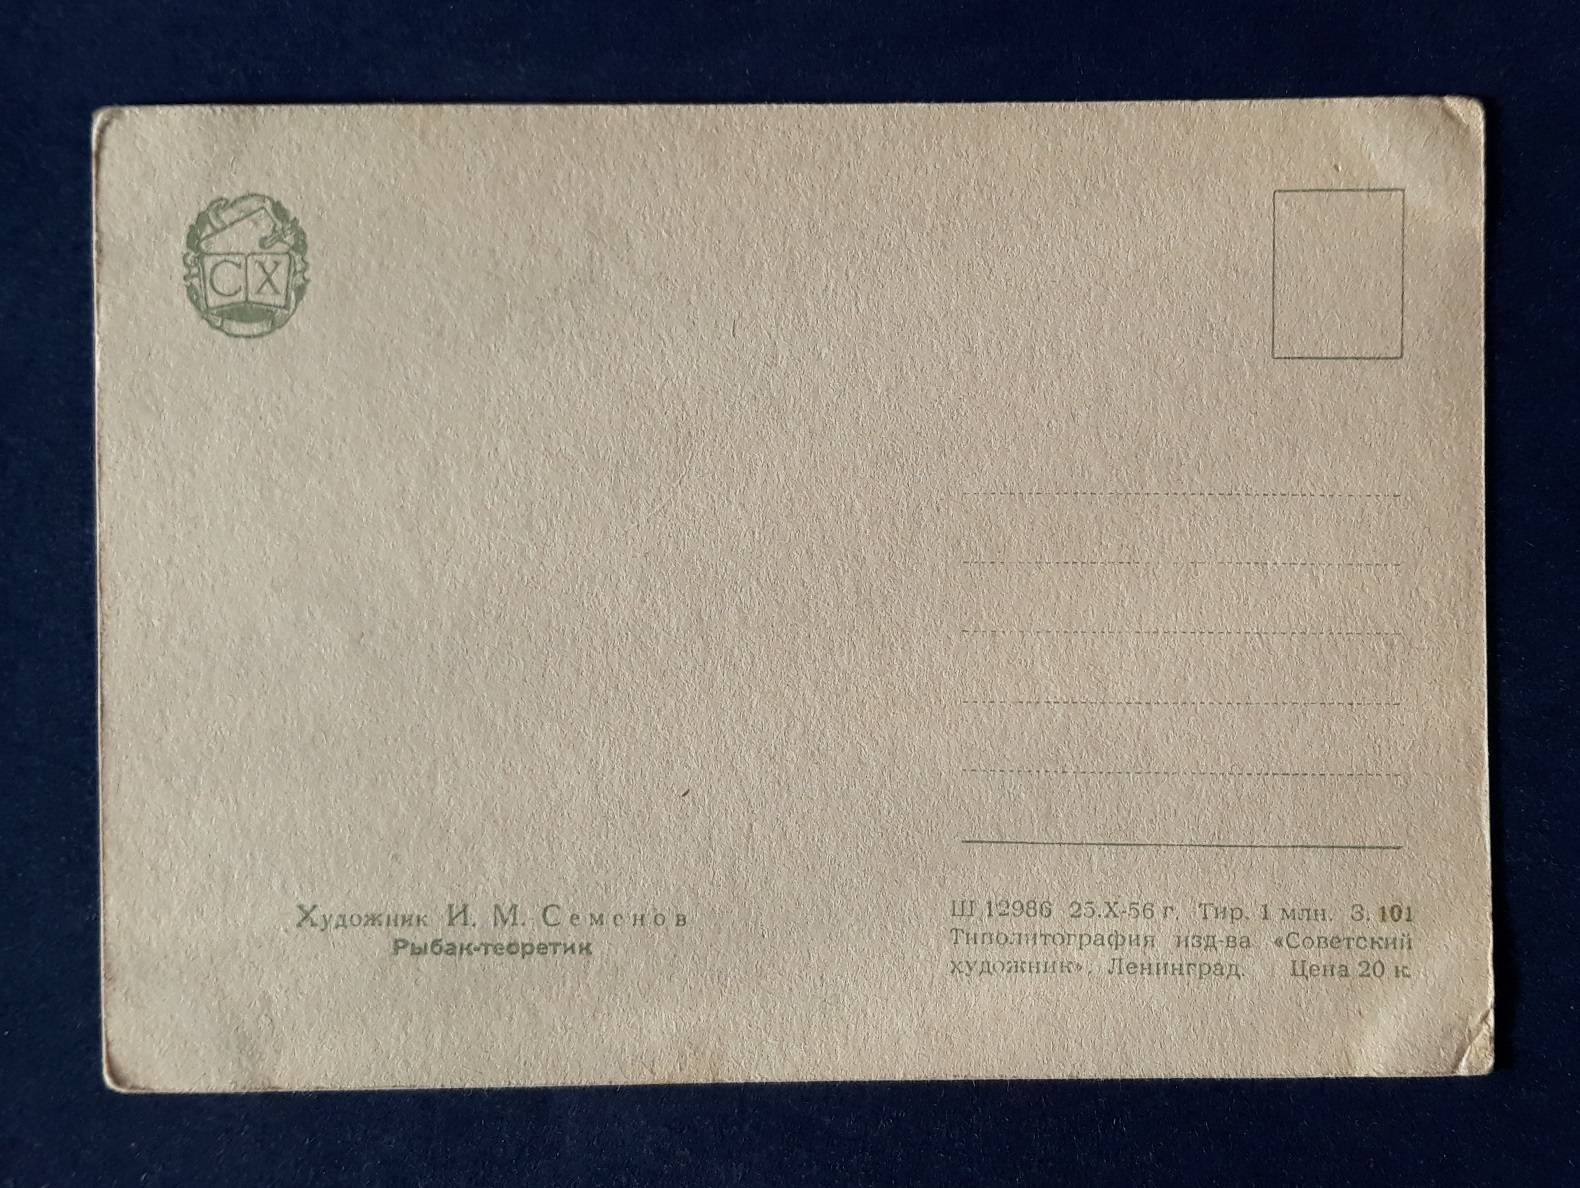 СХ
Художник И. М. Семенов
Рыбак-теоретик
Ш 12986 25.X-56 г. Тир. 1 млн. З. 101
Типолитография изд-ва «Советский
художник», Ленинград. Цена 20 к.